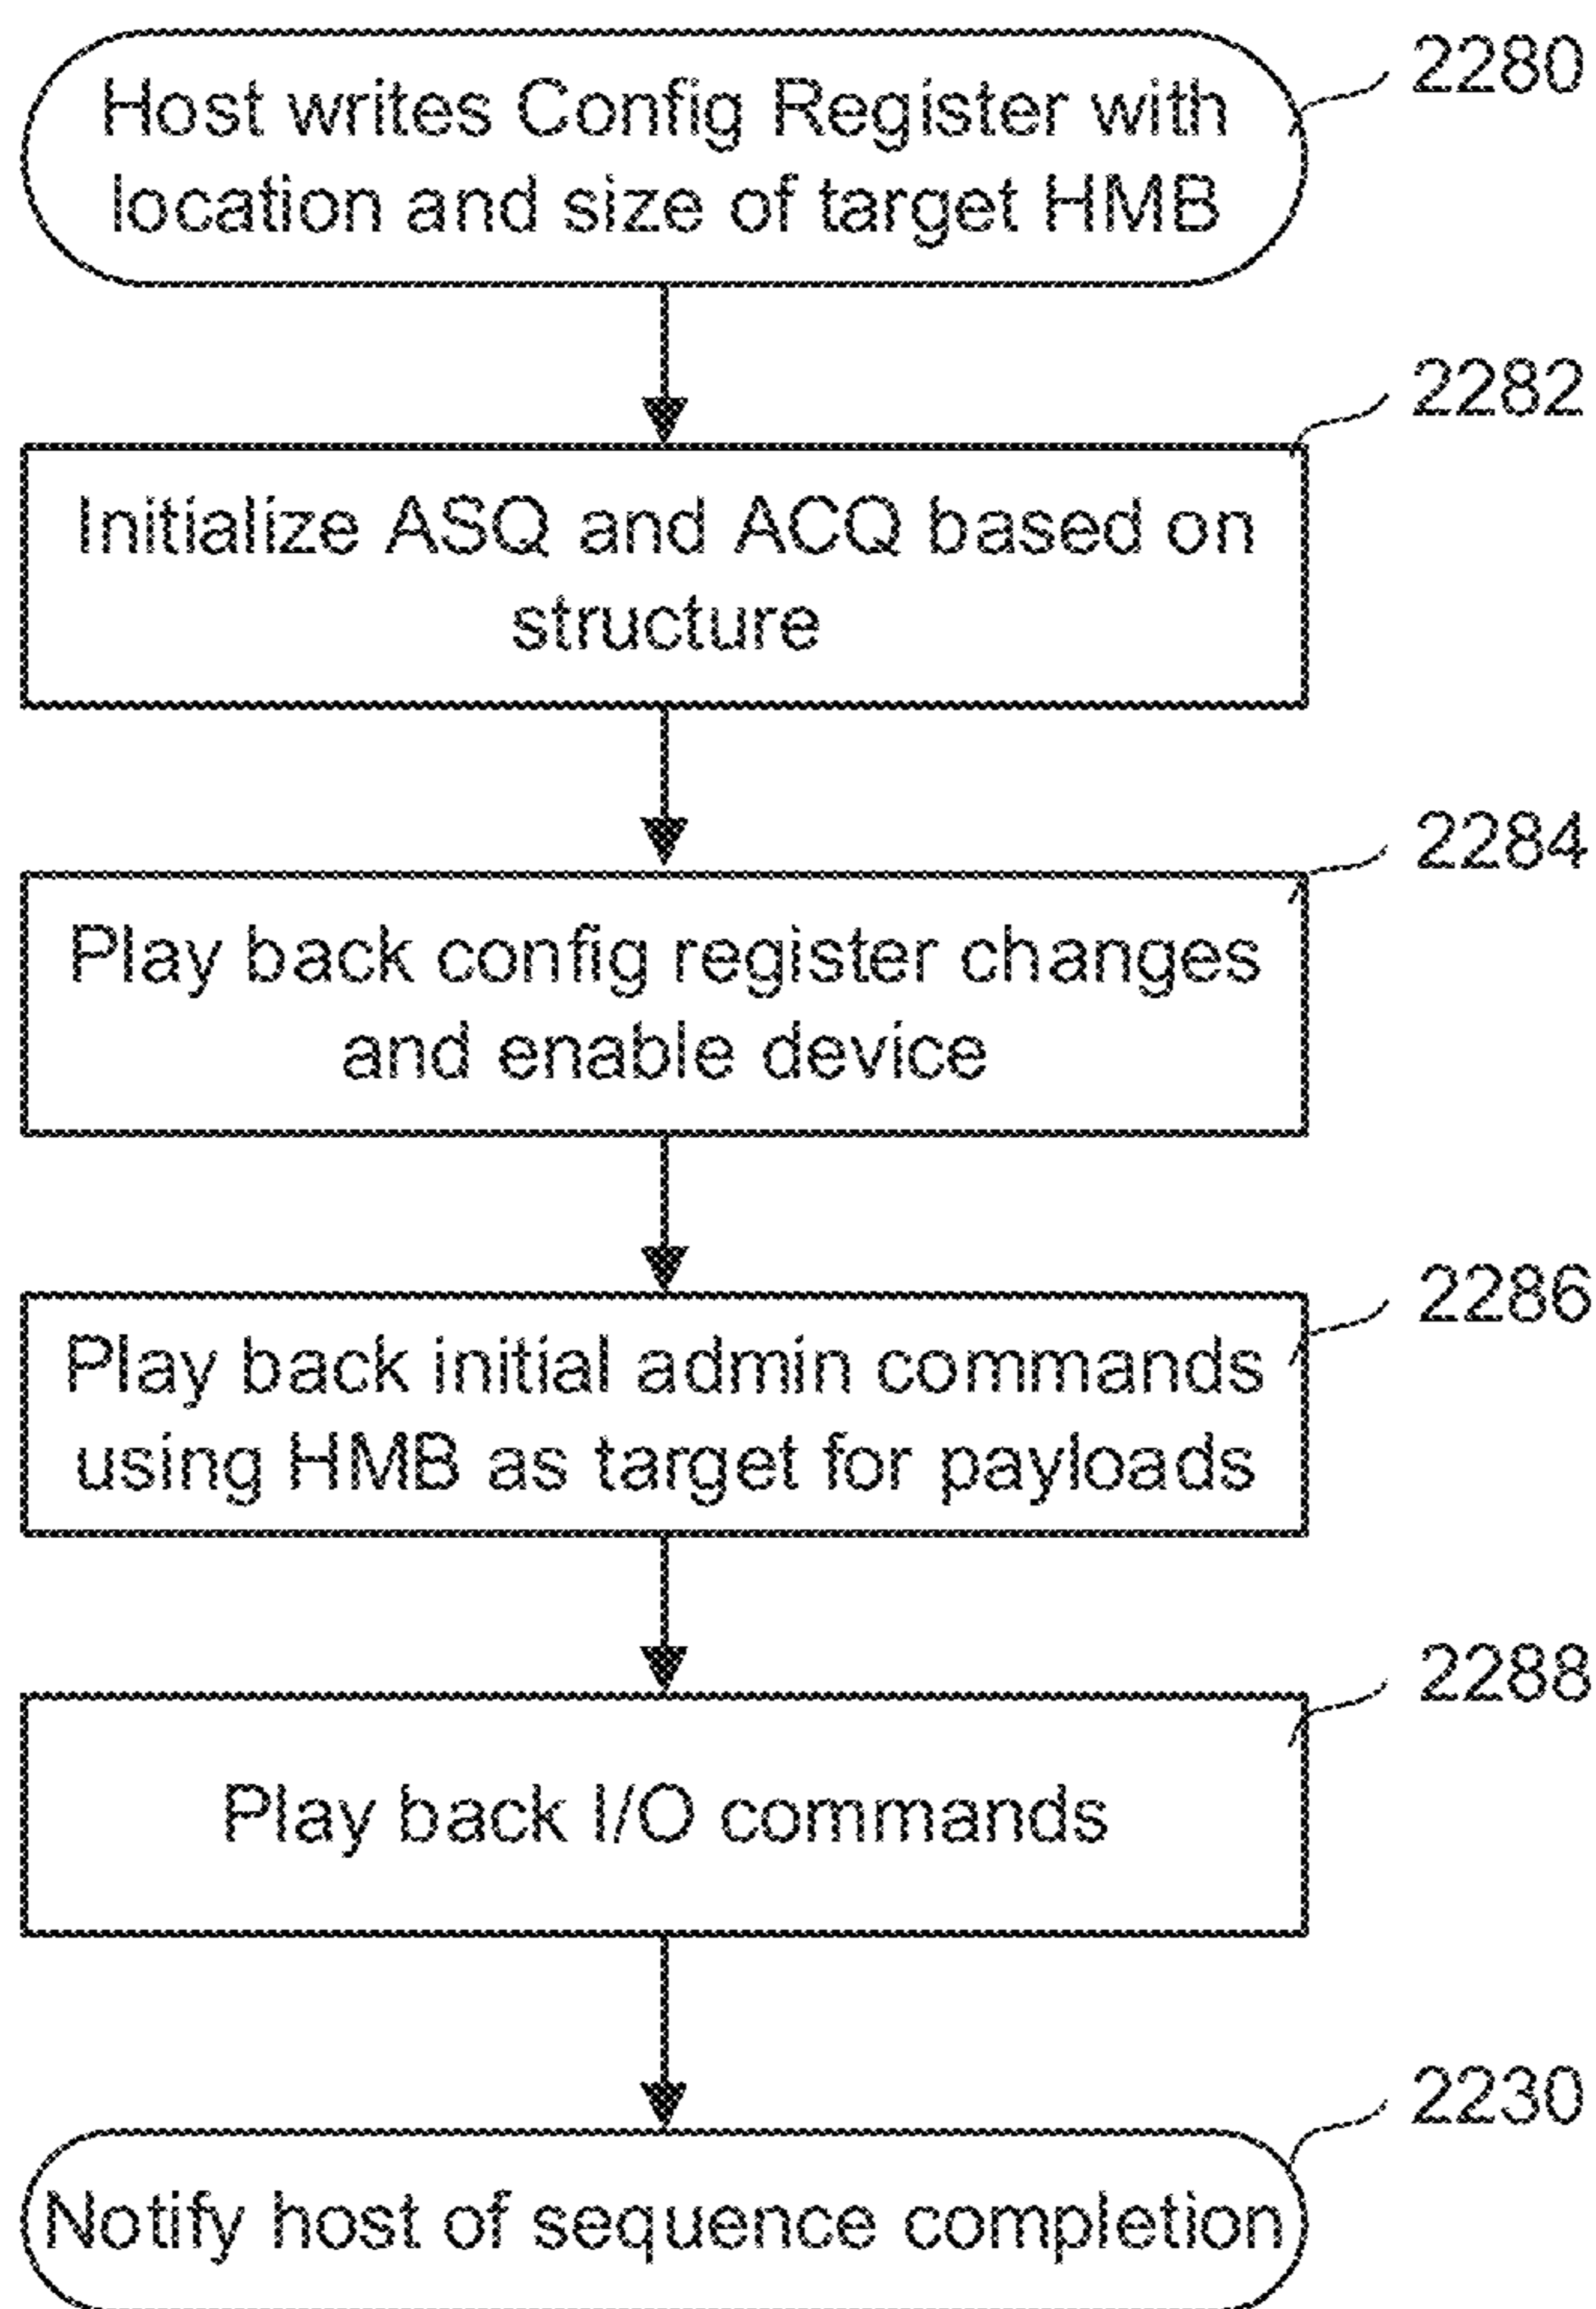 2280
Host writes Config Register with
location and size of target HMB
2282
Initialize ASQ and ACQ based on
structure
2284
Play back config register changes
and enable device
2286
Play back initial admin commands
using HMB as target for payloads
2288
Play back I/O commands
2230
Notify host of sequence completion